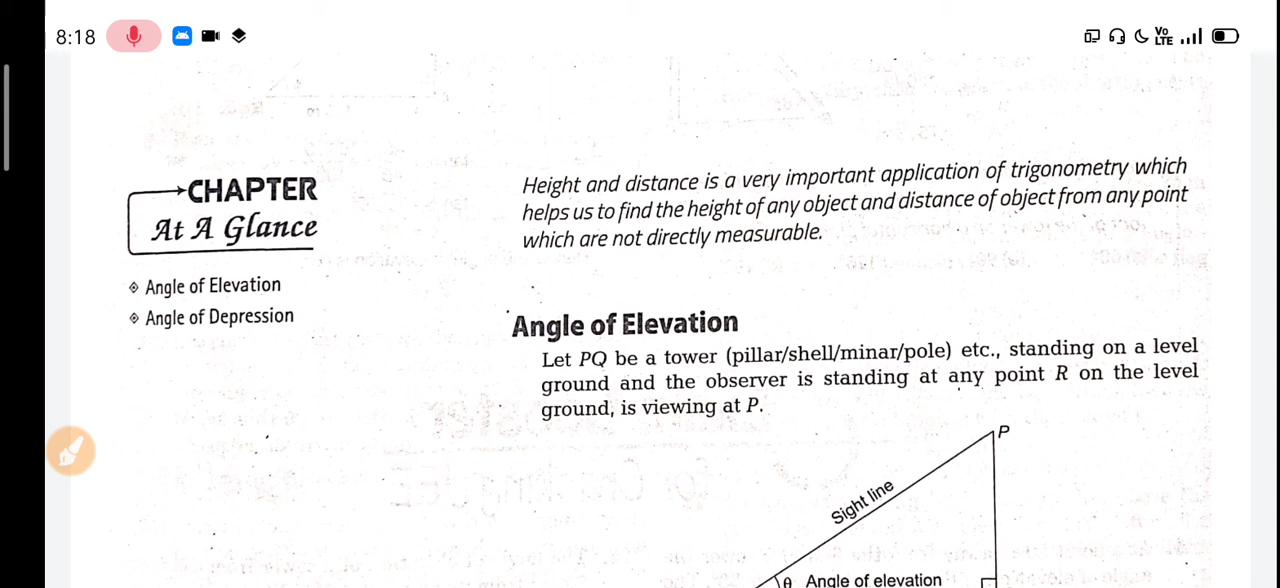 8:18
Vo
LTE
CHAPTER
At A Glance
Angle of Elevation
Angle of Depression
Height and distance is a very important application of trigonometry which
helps us to find the height of any object and distance of object from any point
which are not directly measurable.
Angle of Elevation
Let PQ be a tower (pillar/shell/minar/pole) etc., standing on a level
ground and the observer is standing at any point R on the level
ground, is viewing at P.
P
Sight line
θ Angle of elevation